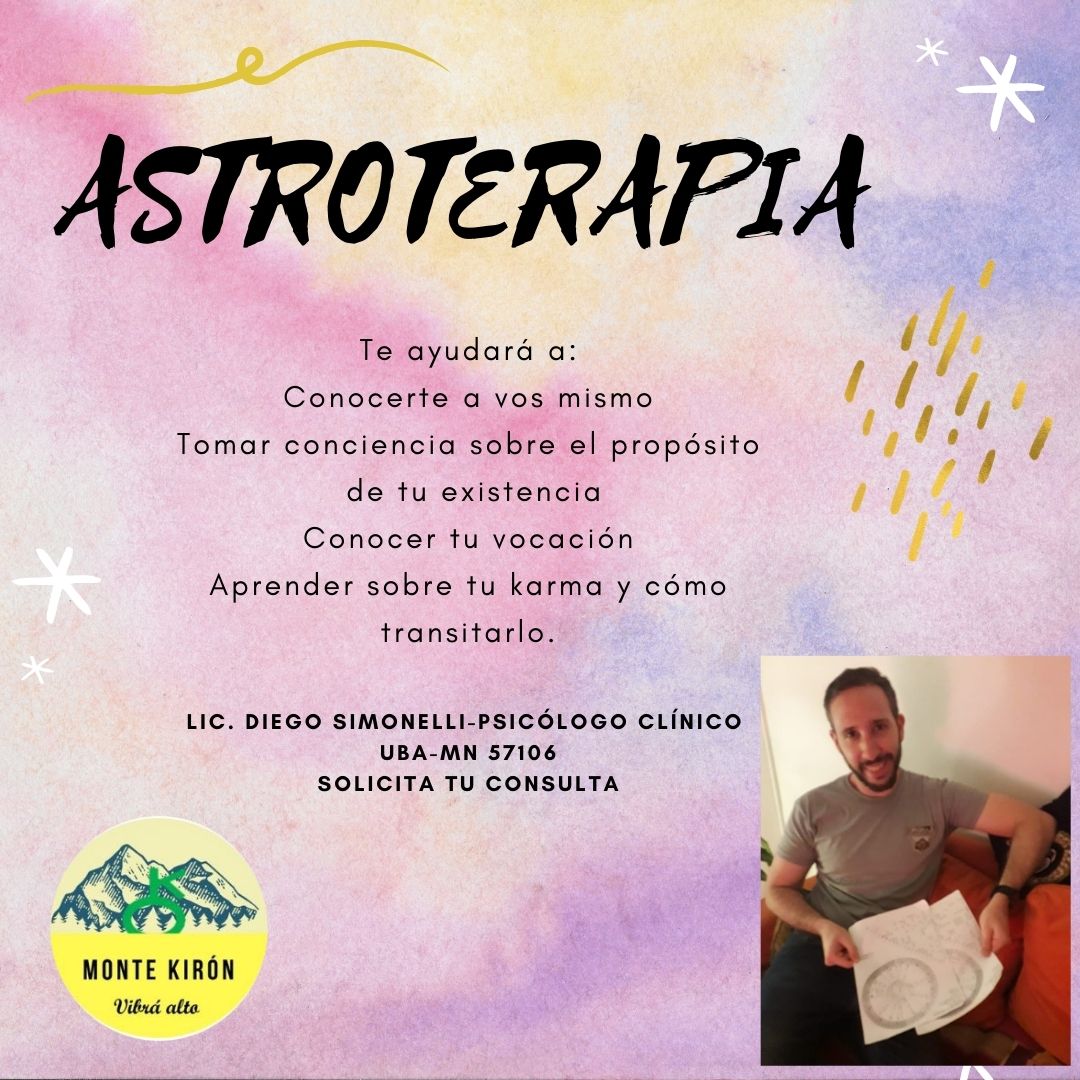 ASTROTERAPIA
Te ayudará a:
Conocerte a vos mismo
Tomar conciencia sobre el propósito
de tu existencia
Conocer tu vocación
Aprender sobre tu karma y cómo
transitarlo.
LIC. DIEGO SIMONELLI-PSICÓLOGO CLÍNICO
UBA-MN 57106
SOLICITA TU CONSULTA
MONTE KIRÓN
Vibrá alto